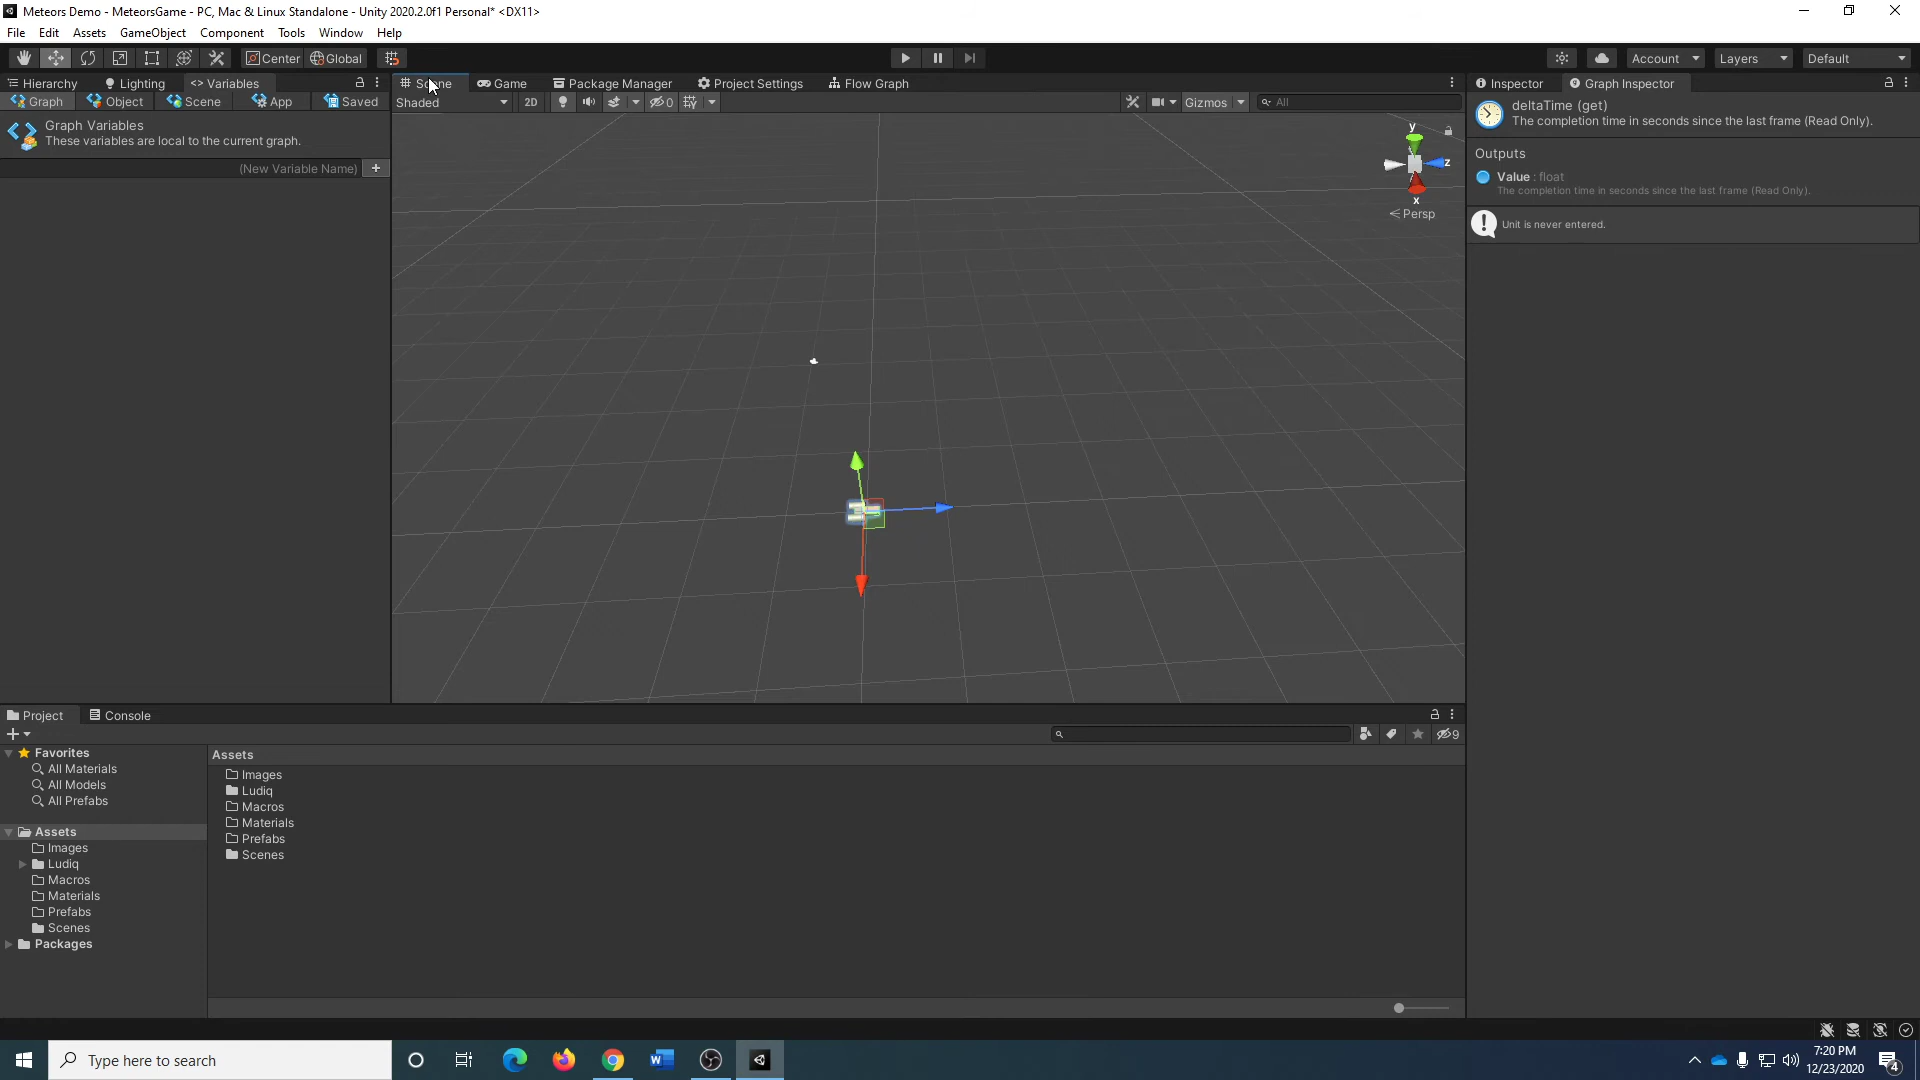 Meteors Demo - MeteorsGame - PC, Mac & Linux Standalone - Unity 2020.2.0f1 Personal* <DX11>
File Edit Assets GameObject Component Tools Window Help
Center Global Account Layers Default
Hierarchy Lighting <> Variables Scene Game Package Manager Project Settings Flow Graph Inspector Graph Inspector
Graph Object Scene App Saved
Shaded 2D 0 Gizmos All
Graph Variables
These variables are local to the current graph.
(New Variable Name) +
deltaTime (get)
The completion time in seconds since the last frame (Read Only).
Outputs
Value : float
The completion time in seconds since the last frame (Read Only).
Unit is never entered.
y
z
x
< Persp
Project Console
9
Favorites
All Materials
All Models
All Prefabs
Assets
Images
Ludiq
Macros
Materials
Prefabs
Scenes
Packages
Assets
Images
Ludiq
Macros
Materials
Prefabs
Scenes
Type here to search
7:20 PM
12/23/2020
4